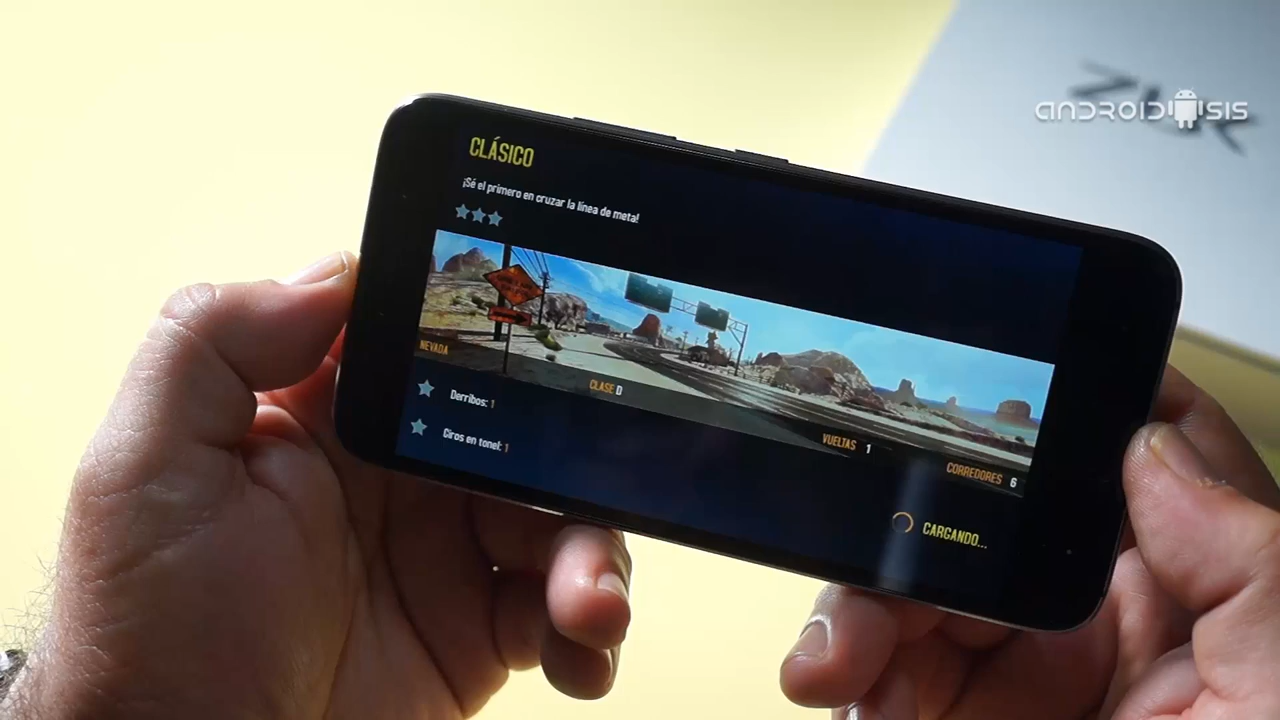 ANDROIDSIS
ZUK
CLÁSICO
¡Sé el primero en cruzar la línea de meta!
NEVADA
CLASE D
VUELTAS 1
CORREDORES 6
Derribos: 1
Giros en tonel: 1
CARGANDO...